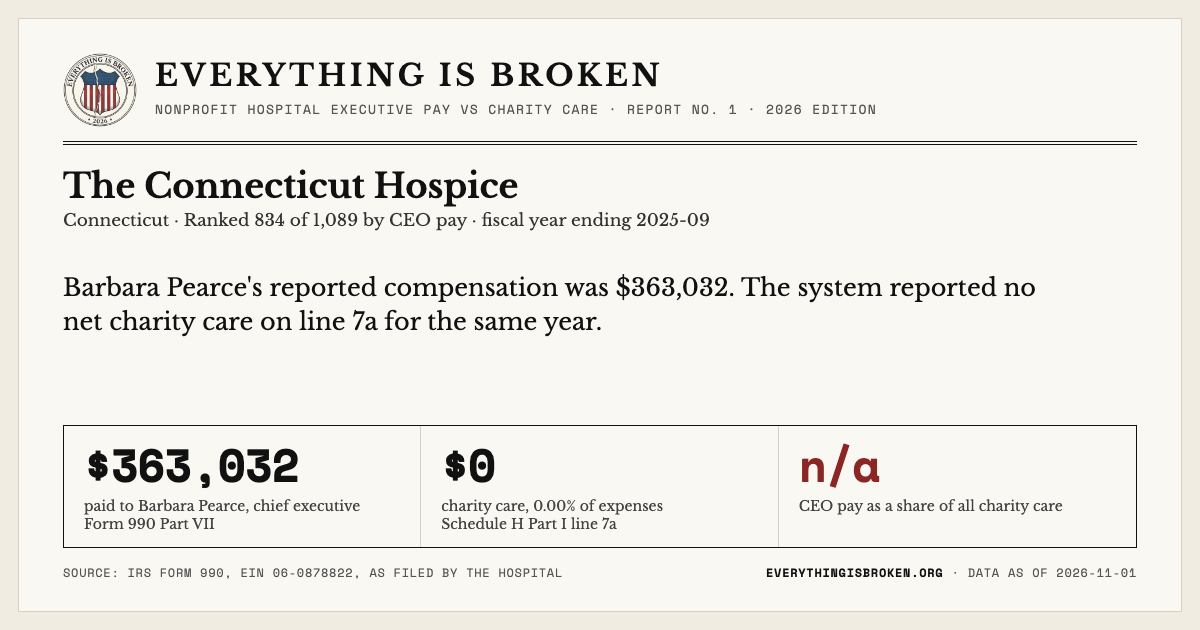 EVERYTHING IS BROKEN
· 2026 ·
EVERYTHING IS BROKEN
NONPROFIT HOSPITAL EXECUTIVE PAY VS CHARITY CARE · REPORT NO. 1 · 2026 EDITION
The Connecticut Hospice
Connecticut · Ranked 834 of 1,089 by CEO pay · fiscal year ending 2025-09
Barbara Pearce's reported compensation was $363,032. The system reported no
net charity care on line 7a for the same year.
$363,032
paid to Barbara Pearce, chief executive
Form 990 Part VII
$0
charity care, 0.00% of expenses
Schedule H Part I line 7a
n/a
CEO pay as a share of all charity care
SOURCE: IRS FORM 990, EIN 06-0878822, AS FILED BY THE HOSPITAL
EVERYTHINGISBROKEN.ORG · DATA AS OF 2026-11-01